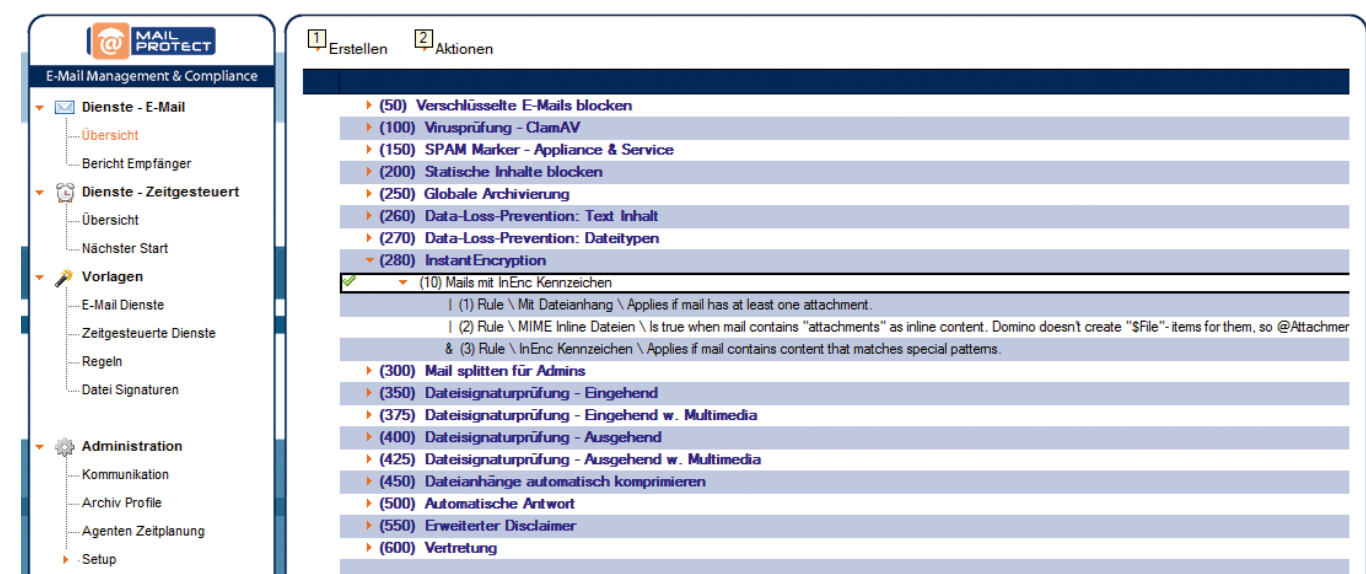 MAIL
PROTECT
E-Mail Management & Compliance
Dienste - E-Mail
Übersicht
Bericht Empfänger
Dienste - Zeitgesteuert
Übersicht
Nächster Start
Vorlagen
E-Mail Dienste
Zeitgesteuerte Dienste
Regeln
Datei Signaturen
Administration
Kommunikation
Archiv Profile
Agenten Zeitplanung
Setup
1 Erstellen 2 Aktionen
(50) Verschlüsselte E-Mails blocken
(100) Virusprüfung - ClamAV
(150) SPAM Marker - Appliance & Service
(200) Statische Inhalte blocken
(250) Globale Archivierung
(260) Data-Loss-Prevention: Text Inhalt
(270) Data-Loss-Prevention: Dateitypen
(280) InstantEncryption
(10) Mails mit InEnc Kennzeichen
| (1) Rule \ Mit Dateianhang \ Applies if mail has at least one attachment.
| (2) Rule \ MIME Inline Dateien \ Is true when mail contains "attachments" as inline content. Domino doesn't create "$File"-items for them, so @Attachmer
& (3) Rule \ InEnc Kennzeichen \ Applies if mail contains content that matches special patterns.
(300) Mail splitten für Admins
(350) Dateisignaturprüfung - Eingehend
(375) Dateisignaturprüfung - Eingehend w. Multimedia
(400) Dateisignaturprüfung - Ausgehend
(425) Dateisignaturprüfung - Ausgehend w. Multimedia
(450) Dateianhänge automatisch komprimieren
(500) Automatische Antwort
(550) Erweiterter Disclaimer
(600) Vertretung